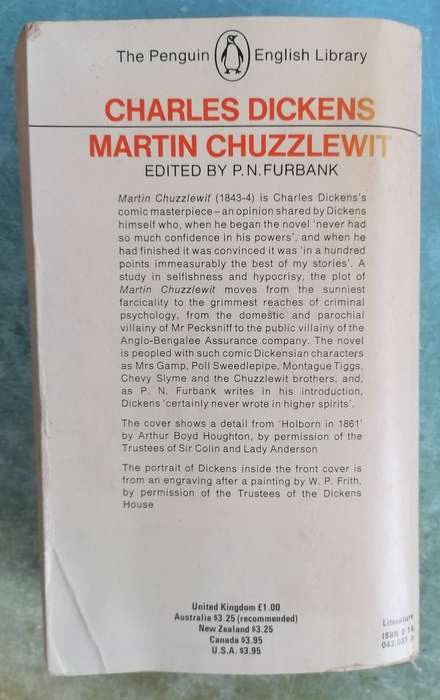 The Penguin English Library
CHARLES DICKENS
MARTIN CHUZZLEWIT
EDITED BY P.N.FURBANK
Martin Chuzzlewit (1843-4) is Charles Dickens's
comic masterpiece – an opinion shared by Dickens
himself who, when he began the novel 'never had
so much confidence in his powers', and when he
had finished it was convinced it was 'in a hundred
points immeasurably the best of my stories'. A
study in selfishness and hypocrisy, the plot of
Martin Chuzzlewit moves from the sunniest
farcicality to the grimmest reaches of criminal
psychology, from the domestic and parochial
villainy of Mr Pecksniff to the public villainy of the
Anglo-Bengalee Assurance company. The novel
is peopled with such comic Dickensian characters
as Mrs Gamp, Poll Sweedlepipe, Montague Tiggs,
Chevy Slyme and the Chuzzlewit brothers, and,
as P. N. Furbank writes in his introduction,
Dickens 'certainly never wrote in higher spirits'.
The cover shows a detail from 'Holborn in 1861'
by Arthur Boyd Houghton, by permission of the
Trustees of Sir Colin and Lady Anderson
The portrait of Dickens inside the front cover is
from an engraving after a painting by W. P. Frith,
by permission of the Trustees of the Dickens
House
United Kingdom £1.00
Australia $3.25 (recommended)
New Zealand $3.25
Canada $3.95
U.S.A. $3.95
Literature
ISBN 0 14